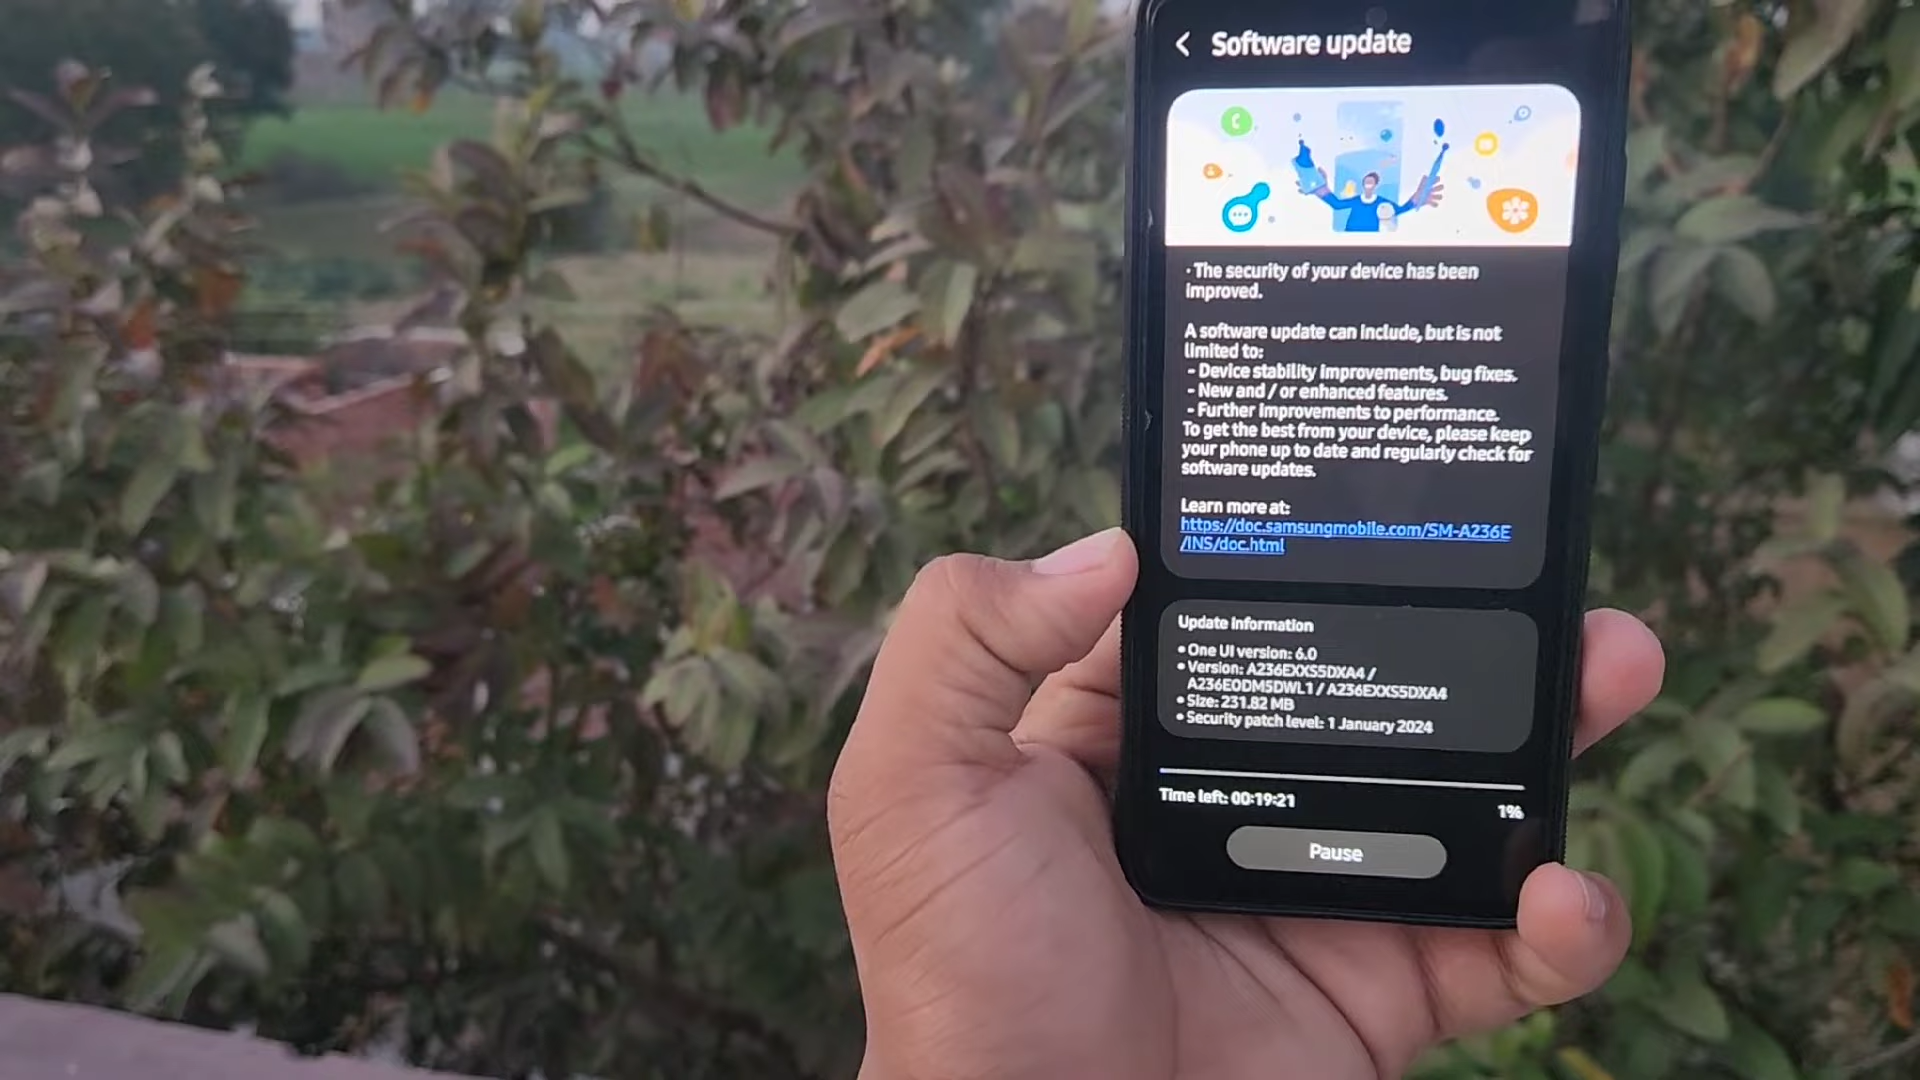 Software update
· The security of your device has been
improved.
A software update can include, but is not
limited to:
- Device stability improvements, bug fixes.
- New and / or enhanced features.
- Further improvements to performance.
To get the best from your device, please keep
your phone up to date and regularly check for
software updates.
Learn more at:
https://doc.samsungmobile.com/SM-A236E
/INS/doc.html
Update information
• One UI version: 6.0
• Version: A236EXXS5DXA4 /
A236EODM5DWL1 / A236EXXS5DXA4
• Size: 231.82 MB
• Security patch level: 1 January 2024
Time left: 00:19:21
1%
Pause